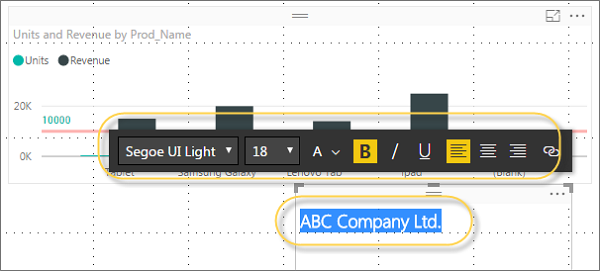 Units and Revenue by Prod_Name
Units Revenue
20K
10000
0K
Segoe UI Light 18 A B / U
Tablet Samsung Galaxy Lenovo Tab Ipad (Blank)
ABC Company Ltd.